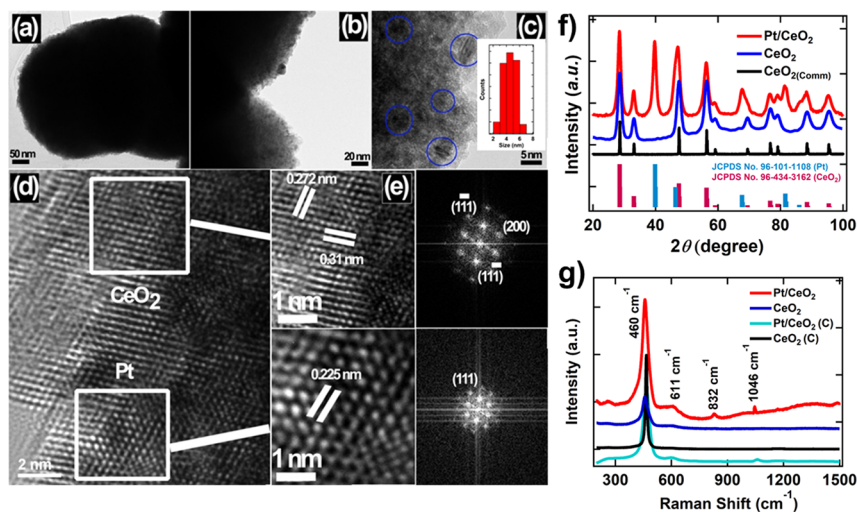 (a)
50 nm
(b)
20 nm
(c)
Counts
2 4 6 8
Size (nm)
5 nm
(d)
CeO2
Pt
2 nm
(e)
0.272 nm
0.31 nm
1 nm
(111)
(200)
(111)
0.225 nm
1 nm
(111)
f)
Intensity (a.u.)
Pt/CeO2
CeO2
CeO2(Comm)
JCPDS No. 96-101-1108 (Pt)
JCPDS No. 96-434-3162 (CeO2)
20 40 60 80 100
2θ (degree)
g)
Intensity (a.u.)
460 cm-1
611 cm-1
832 cm-1
1046 cm-1
Pt/CeO2
CeO2
Pt/CeO2 (C)
CeO2 (C)
300 600 900 1200 1500
Raman Shift (cm-1)